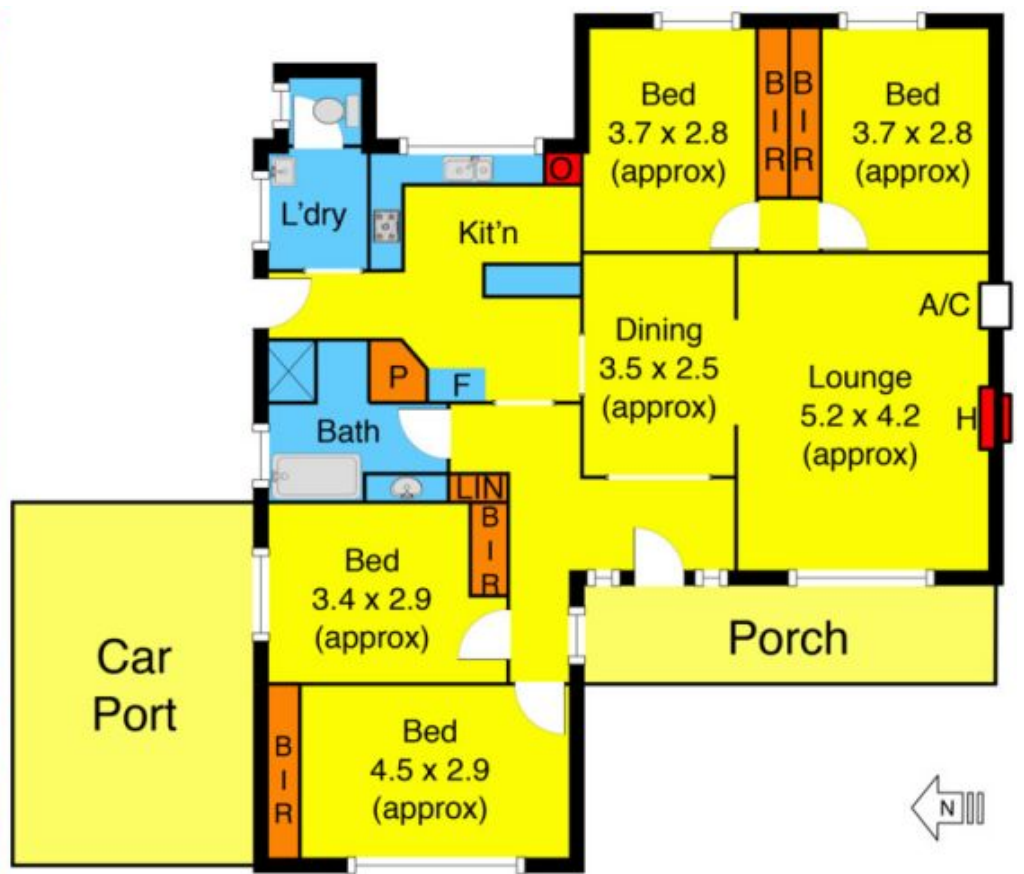 Bed
3.7 x 2.8
(approx)
B
I
R
B
I
R
Bed
3.7 x 2.8
(approx)
L'dry
O
Kit'n
A/C
Dining
3.5 x 2.5
(approx)
Lounge
5.2 x 4.2
(approx)
H
P
F
Bath
LIN
B
I
R
Bed
3.4 x 2.9
(approx)
Car
Port
Porch
B
I
R
Bed
4.5 x 2.9
(approx)
N